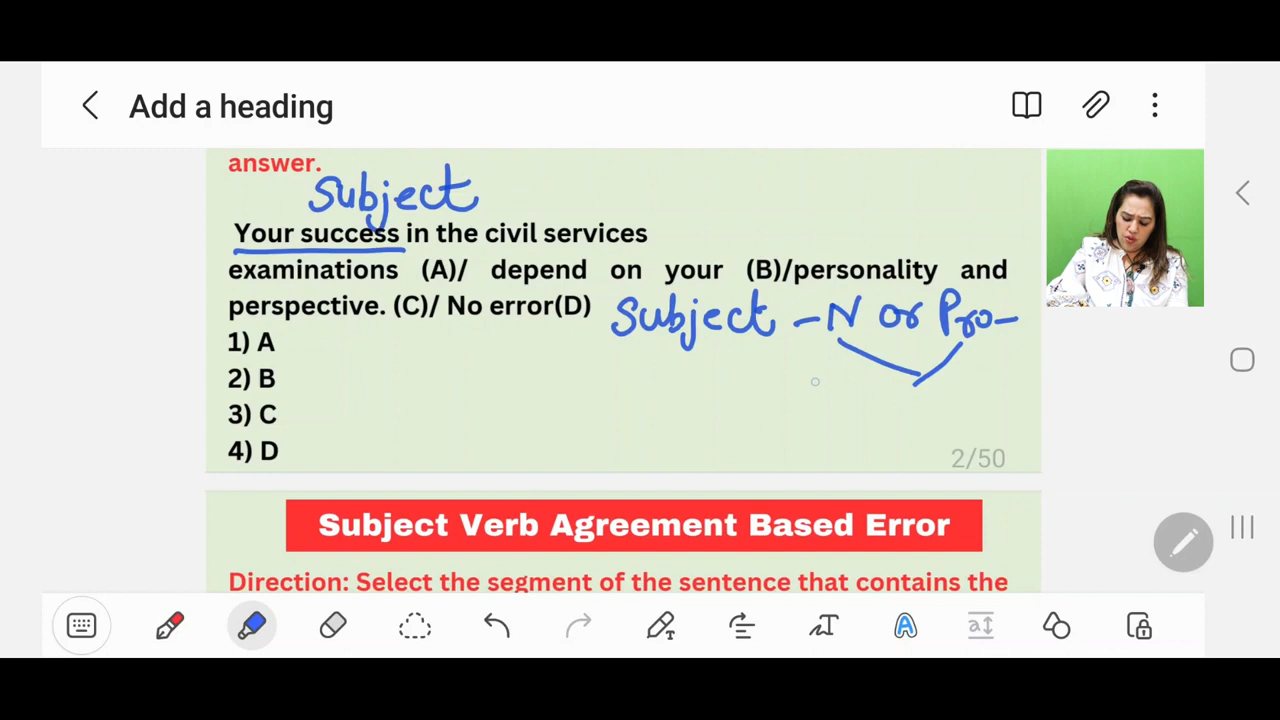 Add a heading
answer.
Subject
Your success in the civil services
examinations (A)/ depend on your (B)/personality and
perspective. (C)/ No error(D)
Subject - N or Pro-
1) A
2) B
3) C
4) D
2/50
Subject Verb Agreement Based Error
Direction: Select the segment of the sentence that contains the